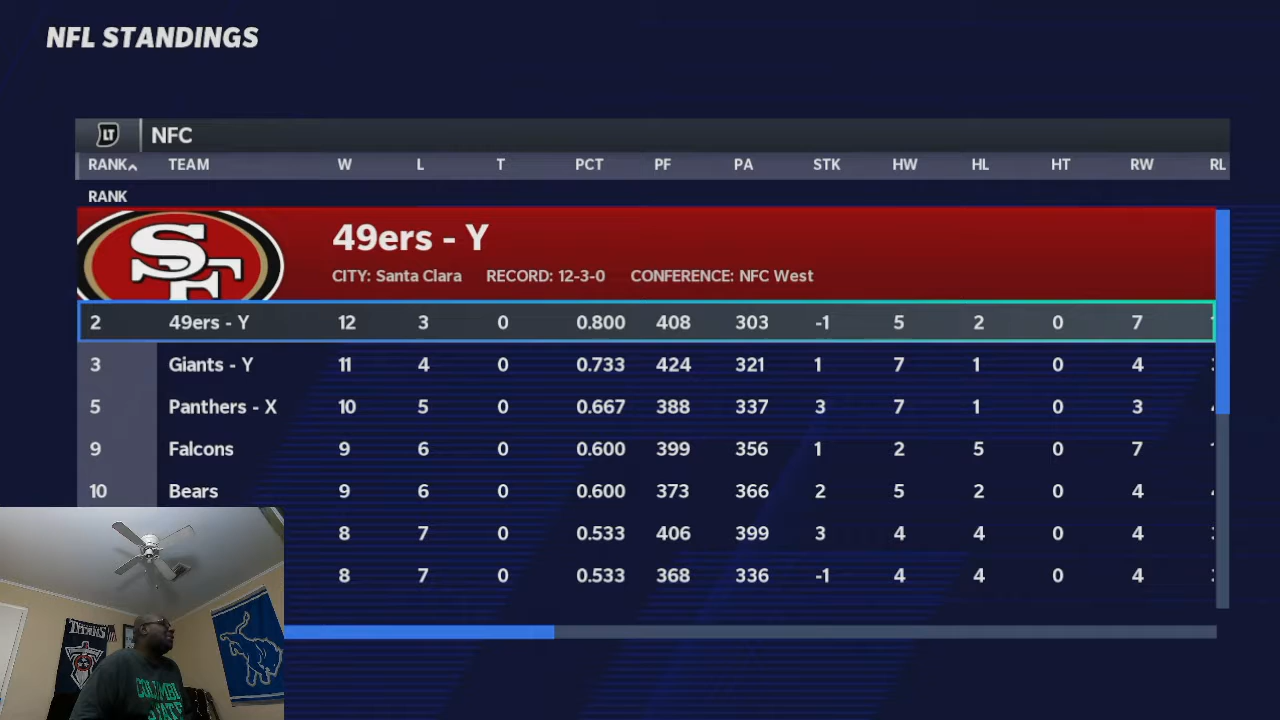 NFL STANDINGS
LT NFC
RANK TEAM W L T PCT PF PA STK HW HL HT RW RL
RANK
SF
49ers - Y
CITY: Santa Clara RECORD: 12-3-0 CONFERENCE: NFC West
2 49ers - Y 12 3 0 0.800 408 303 -1 5 2 0 7
3 Giants - Y 11 4 0 0.733 424 321 1 7 1 0 4
5 Panthers - X 10 5 0 0.667 388 337 3 7 1 0 3
9 Falcons 9 6 0 0.600 399 356 1 2 5 0 7
10 Bears 9 6 0 0.600 373 366 2 5 2 0 4
8 7 0 0.533 406 399 3 4 4 0 4
8 7 0 0.533 368 336 -1 4 4 0 4
TITANS
COLUMBUS
STATE